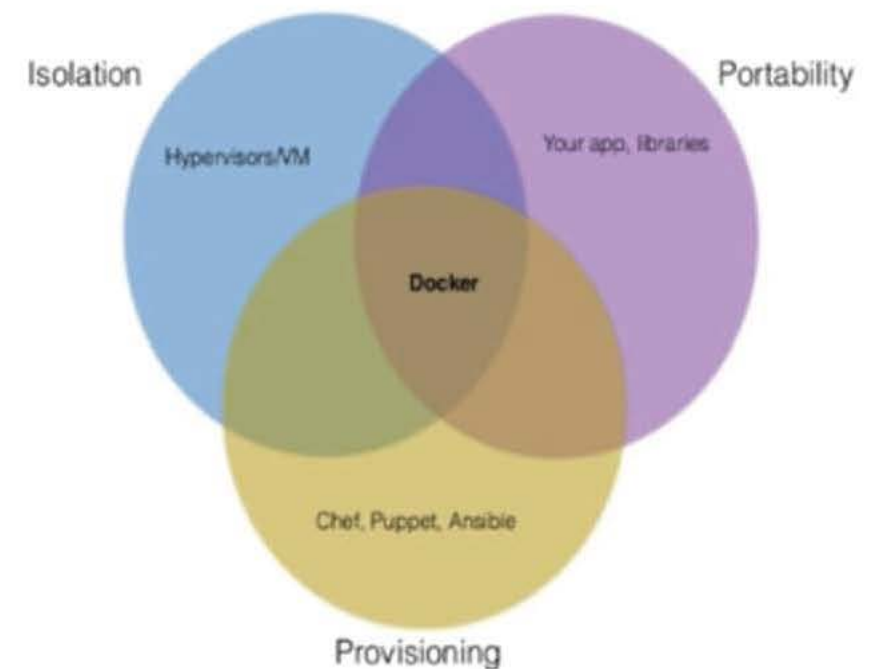 Isolation
Portability
Hypervisors/VM
Your app, libraries
Docker
Chef, Puppet, Ansible
Provisioning